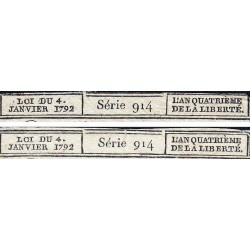 LOI DU 4.
JANVIER 1792
Série 914
L'AN QUATRIÈME
DE LA LIBERTÉ.
LOI DU 4.
JANVIER 1792
Série 914
L'AN QUATRIÈME
DE LA LIBERTÉ.